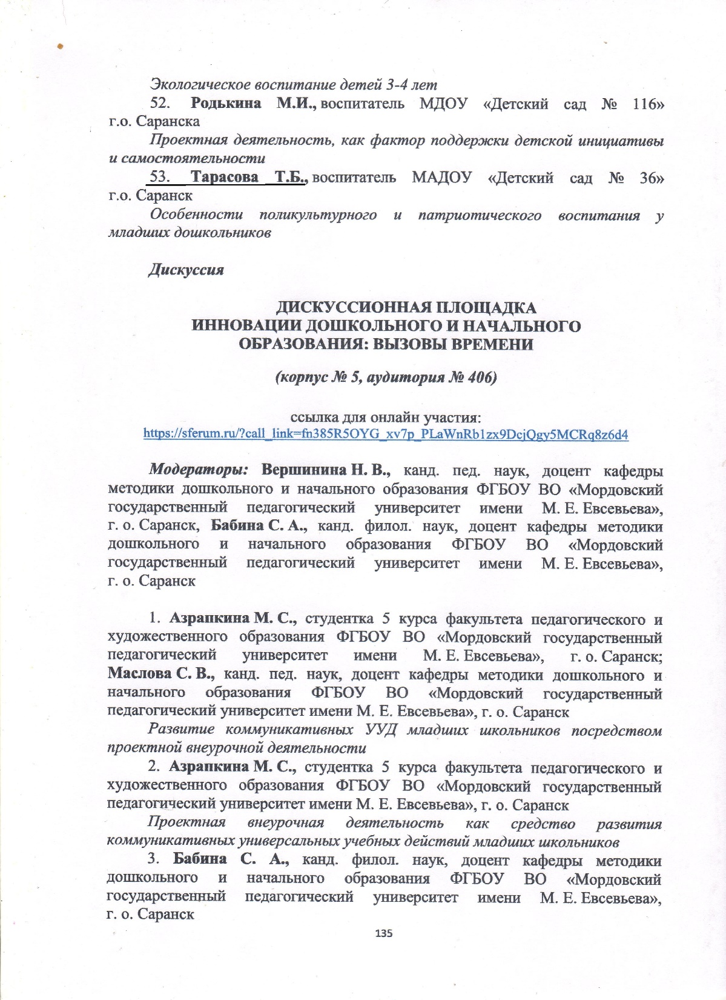 Экологическое воспитание детей 3-4 лет
52. Родькина М.И., воспитатель МДОУ «Детский сад № 116»
г.о. Саранска
Проектная деятельность, как фактор поддержки детской инициативы
и самостоятельности
53. Тарасова Т.Б., воспитатель МАДОУ «Детский сад № 36»
г.о. Саранск
Особенности поликультурного и патриотического воспитания у
младших дошкольников
Дискуссия
ДИСКУССИОННАЯ ПЛОЩАДКА
ИННОВАЦИИ ДОШКОЛЬНОГО И НАЧАЛЬНОГО
ОБРАЗОВАНИЯ: ВЫЗОВЫ ВРЕМЕНИ
(корпус № 5, аудитория № 406)
ссылка для онлайн участия:
https://sferum.ru/?call_link=fn385R5OYG_xv7p_PLaWnRb1zx9DcjQgy5MCRq8z6d4
Модераторы: Вершинина Н. В., канд. пед. наук, доцент кафедры
методики дошкольного и начального образования ФГБОУ ВО «Мордовский
государственный педагогический университет имени М. Е. Евсевьева»,
г. о. Саранск, Бабина С. А., канд. филол. наук, доцент кафедры методики
дошкольного и начального образования ФГБОУ ВО «Мордовский
государственный педагогический университет имени М. Е. Евсевьева»,
г. о. Саранск
1. Азрапкина М. С., студентка 5 курса факультета педагогического и
художественного образования ФГБОУ ВО «Мордовский государственный
педагогический университет имени М. Е. Евсевьева», г. о. Саранск;
Маслова С. В., канд. пед. наук, доцент кафедры методики дошкольного и
начального образования ФГБОУ ВО «Мордовский государственный
педагогический университет имени М. Е. Евсевьева», г. о. Саранск
Развитие коммуникативных УУД младших школьников посредством
проектной внеурочной деятельности
2. Азрапкина М. С., студентка 5 курса факультета педагогического и
художественного образования ФГБОУ ВО «Мордовский государственный
педагогический университет имени М. Е. Евсевьева», г. о. Саранск
Проектная внеурочная деятельность как средство развития
коммуникативных универсальных учебных действий младших школьников
3. Бабина С. А., канд. филол. наук, доцент кафедры методики
дошкольного и начального образования ФГБОУ ВО «Мордовский
государственный педагогический университет имени М. Е. Евсевьева»,
г. о. Саранск
135